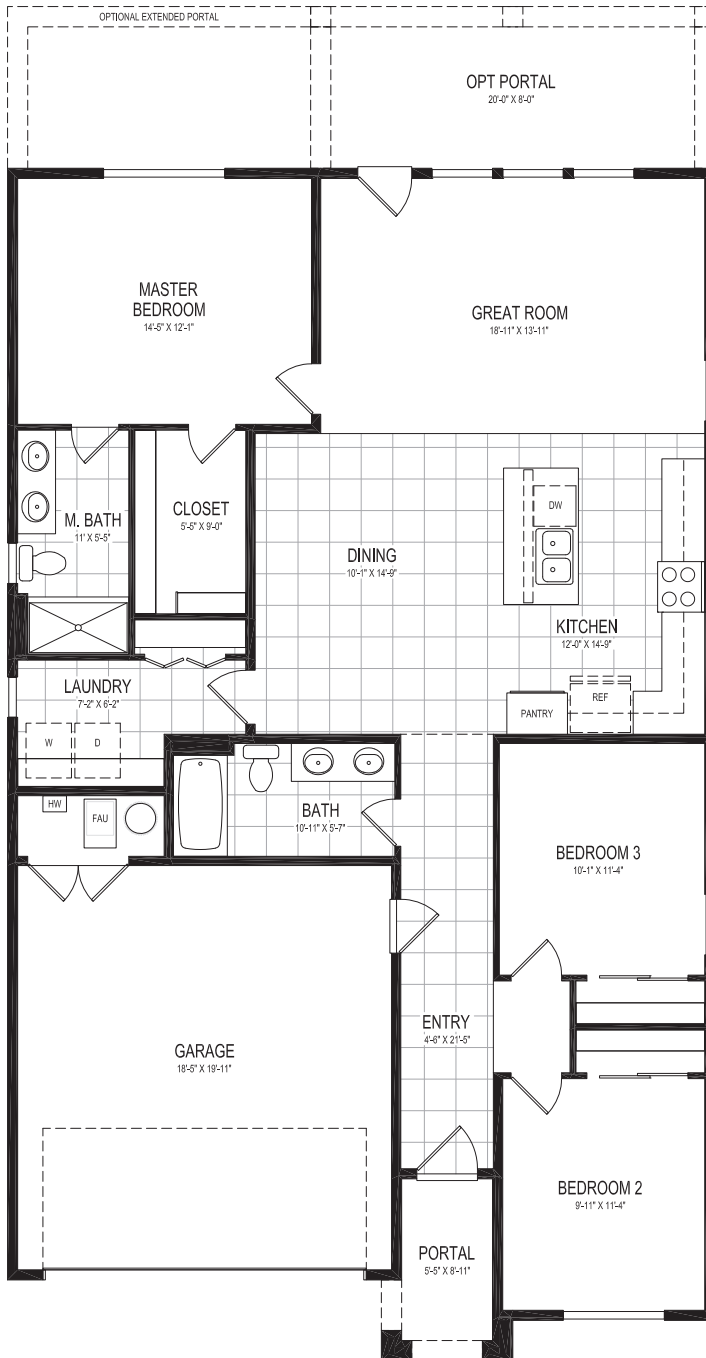 OPTIONAL EXTENDED PORTAL
OPT PORTAL
20'-0" X 8'-0"
MASTER
BEDROOM
14'-5" X 12'-1"
GREAT ROOM
18'-11" X 13'-11"
M. BATH
11' X 5'-5"
CLOSET
5'-5" X 9'-0"
DW
DINING
10'-1" X 14'-9"
KITCHEN
12'-0" X 14'-9"
LAUNDRY
7'-2" X 6'-2"
REF
PANTRY
W
D
HW
FAU
BATH
10'-11" X 5'-7"
BEDROOM 3
10'-1" X 11'-4"
ENTRY
4'-6" X 21'-5"
GARAGE
18'-5" X 19'-11"
BEDROOM 2
9'-11" X 11'-4"
PORTAL
5'-5" X 8'-11"